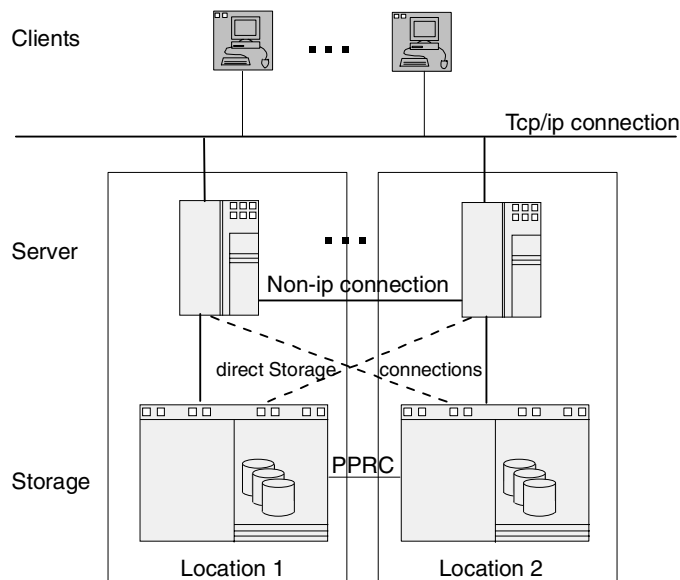 Clients
Tcp/ip connection
Server
Non-ip connection
direct Storage connections
Storage
PPRC
Location 1
Location 2